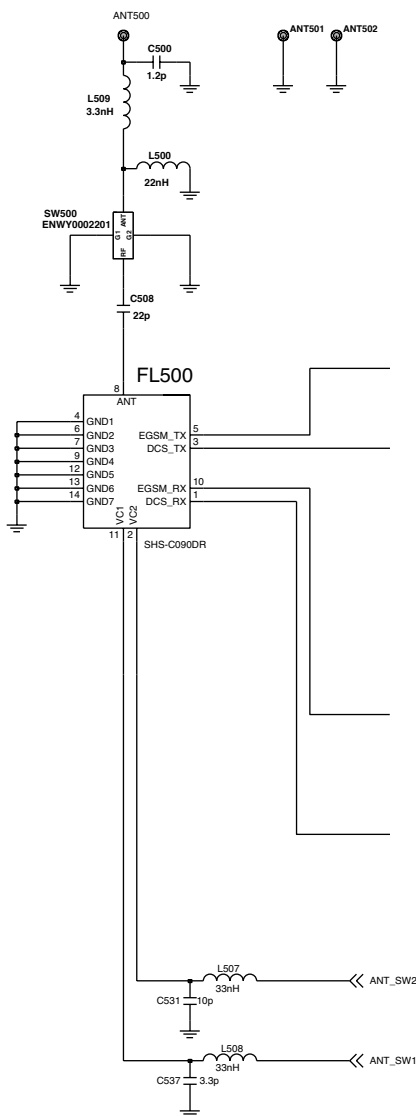 ANT500
ANT501
ANT502
C500
1.2p
L509
3.3nH
L500
22nH
SW500
ENWY0002201
ANT
G1
G2
RF
C508
22p
FL500
8
ANT
4 GND1
6 GND2
7 GND3
9 GND4
12 GND5
13 GND6
14 GND7
EGSM_TX 5
DCS_TX 3
EGSM_RX 10
DCS_RX 1
VC1
VC2
11 2
SHS-C090DR
L507
33nH
ANT_SW2
C531 10p
L508
33nH
ANT_SW1
C537 3.3p